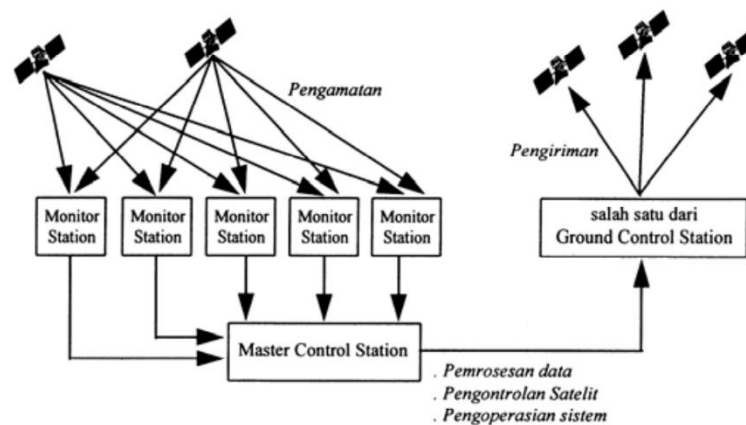 Pengamatan
Pengiriman
Monitor
Station
Monitor
Station
Monitor
Station
Monitor
Station
Monitor
Station
salah satu dari
Ground Control Station
Master Control Station
. Pemrosesan data
. Pengontrolan Satelit
. Pengoperasian sistem